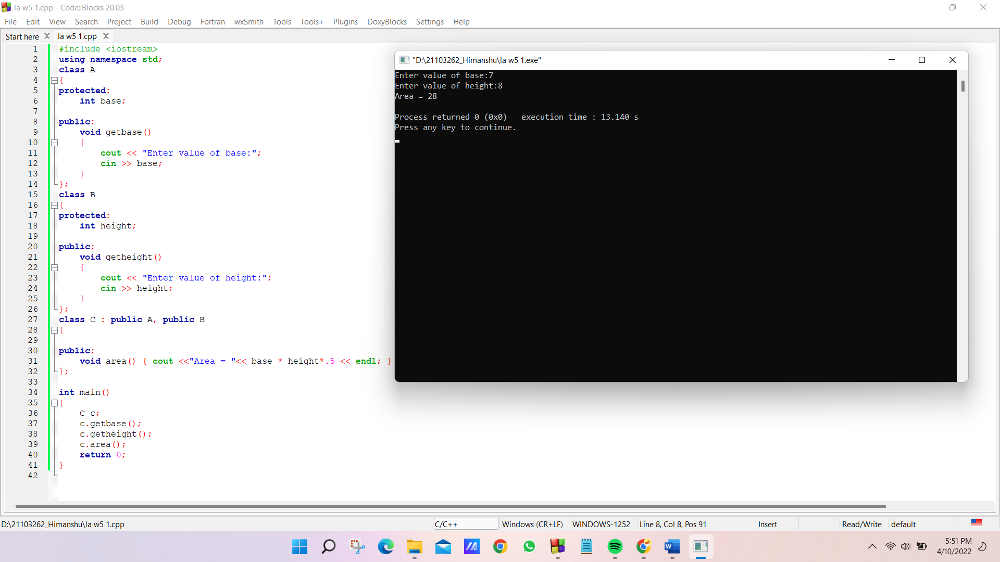 la w5 1.cpp - Code::Blocks 20.03
File Edit View Search Project Build Debug Fortran wxSmith Tools Tools+ Plugins DoxyBlocks Settings Help
Start here la w5 1.cpp
1 #include <iostream>
2 using namespace std;
3 class A
4 {
5 protected:
6     int base;
7
8 public:
9     void getbase()
10     {
11         cout << "Enter value of base:";
12         cin >> base;
13     }
14 };
15 class B
16 {
17 protected:
18     int height;
19
20 public:
21     void getheight()
22     {
23         cout << "Enter value of height:";
24         cin >> height;
25     }
26 };
27 class C : public A, public B
28 {
29
30 public:
31     void area() { cout <<"Area = "<< base * height*.5 << endl; }
32 };
33
34 int main()
35 {
36     C c;
37     c.getbase();
38     c.getheight();
39     c.area();
40     return 0;
41 }
42
"D:\21103262_Himanshu\la w5 1.exe"
Enter value of base:7
Enter value of height:8
Area = 28
Process returned 0 (0x0)   execution time : 13.140 s
Press any key to continue.
D:\21103262_Himanshu\la w5 1.cpp C/C++ Windows (CR+LF) WINDOWS-1252 Line 8, Col 8, Pos 91 Insert Read/Write default
5:51 PM
4/10/2022